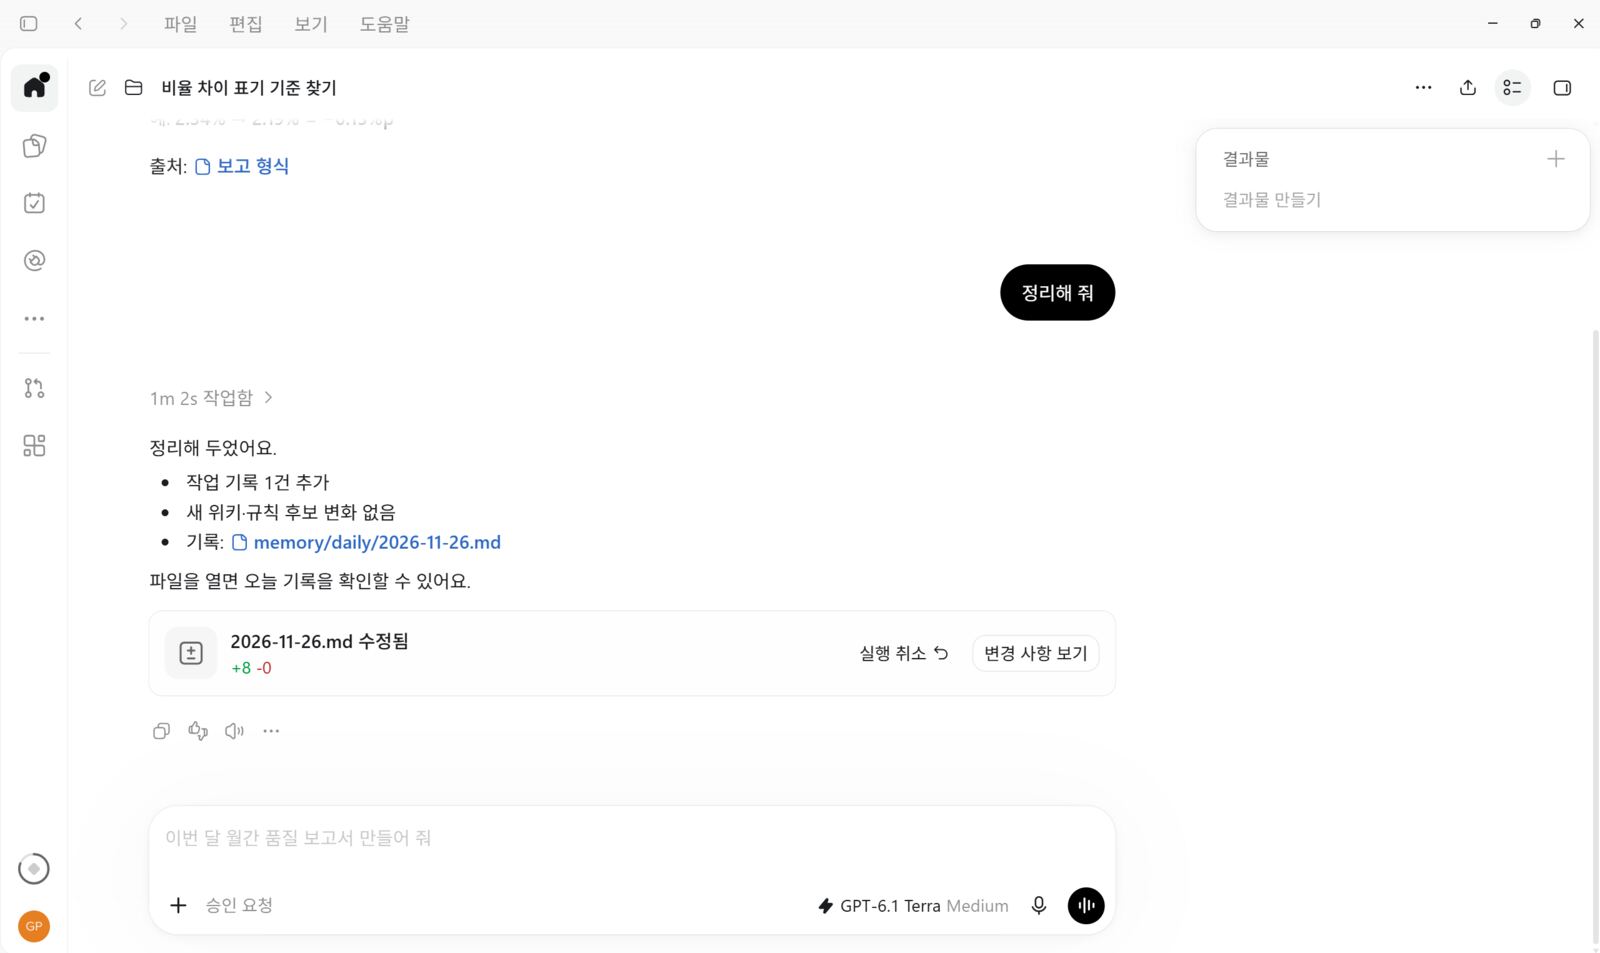 파일 편집 보기 도움말
비율 차이 표기 기준 찾기
출처: 보고 형식
결과물
결과물 만들기
정리해 줘
1m 2s 작업함
정리해 두었어요.
• 작업 기록 1건 추가
• 새 위키·규칙 후보 변화 없음
• 기록: memory/daily/2026-11-26.md
파일을 열면 오늘 기록을 확인할 수 있어요.
2026-11-26.md 수정됨
+8 -0
실행 취소
변경 사항 보기
이번 달 월간 품질 보고서 만들어 줘
승인 요청
GPT-6.1 Terra Medium
GP